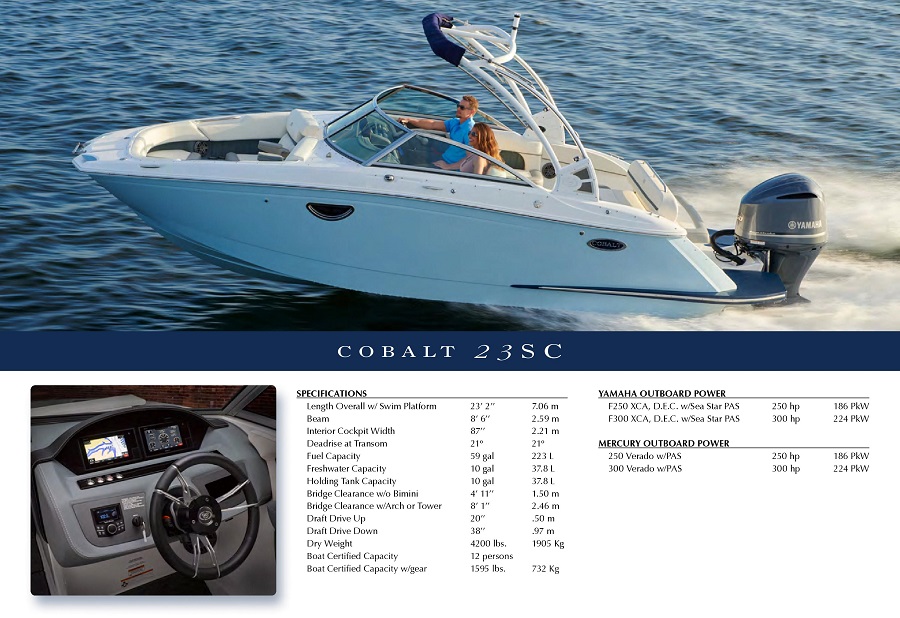 YAMAHA
COBALT
COBALT 23SC
SPECIFICATIONS
Length Overall w/ Swim Platform 23’ 2’’ 7.06 m
Beam 8’ 6’’ 2.59 m
Interior Cockpit Width 87’’ 2.21 m
Deadrise at Transom 21º 21º
Fuel Capacity 59 gal 223 L
Freshwater Capacity 10 gal 37.8 L
Holding Tank Capacity 10 gal 37.8 L
Bridge Clearance w/o Bimini 4’ 11’’ 1.50 m
Bridge Clearance w/Arch or Tower 8’ 1’’ 2.46 m
Draft Drive Up 20’’ .50 m
Draft Drive Down 38’’ .97 m
Dry Weight 4200 lbs. 1905 Kg
Boat Certified Capacity 12 persons
Boat Certified Capacity w/gear 1595 lbs. 732 Kg
YAMAHA OUTBOARD POWER
F250 XCA, D.E.C. w/Sea Star PAS 250 hp 186 PkW
F300 XCA, D.E.C. w/Sea Star PAS 300 hp 224 PkW
MERCURY OUTBOARD POWER
250 Verado w/PAS 250 hp 186 PkW
300 Verado w/PAS 300 hp 224 PkW